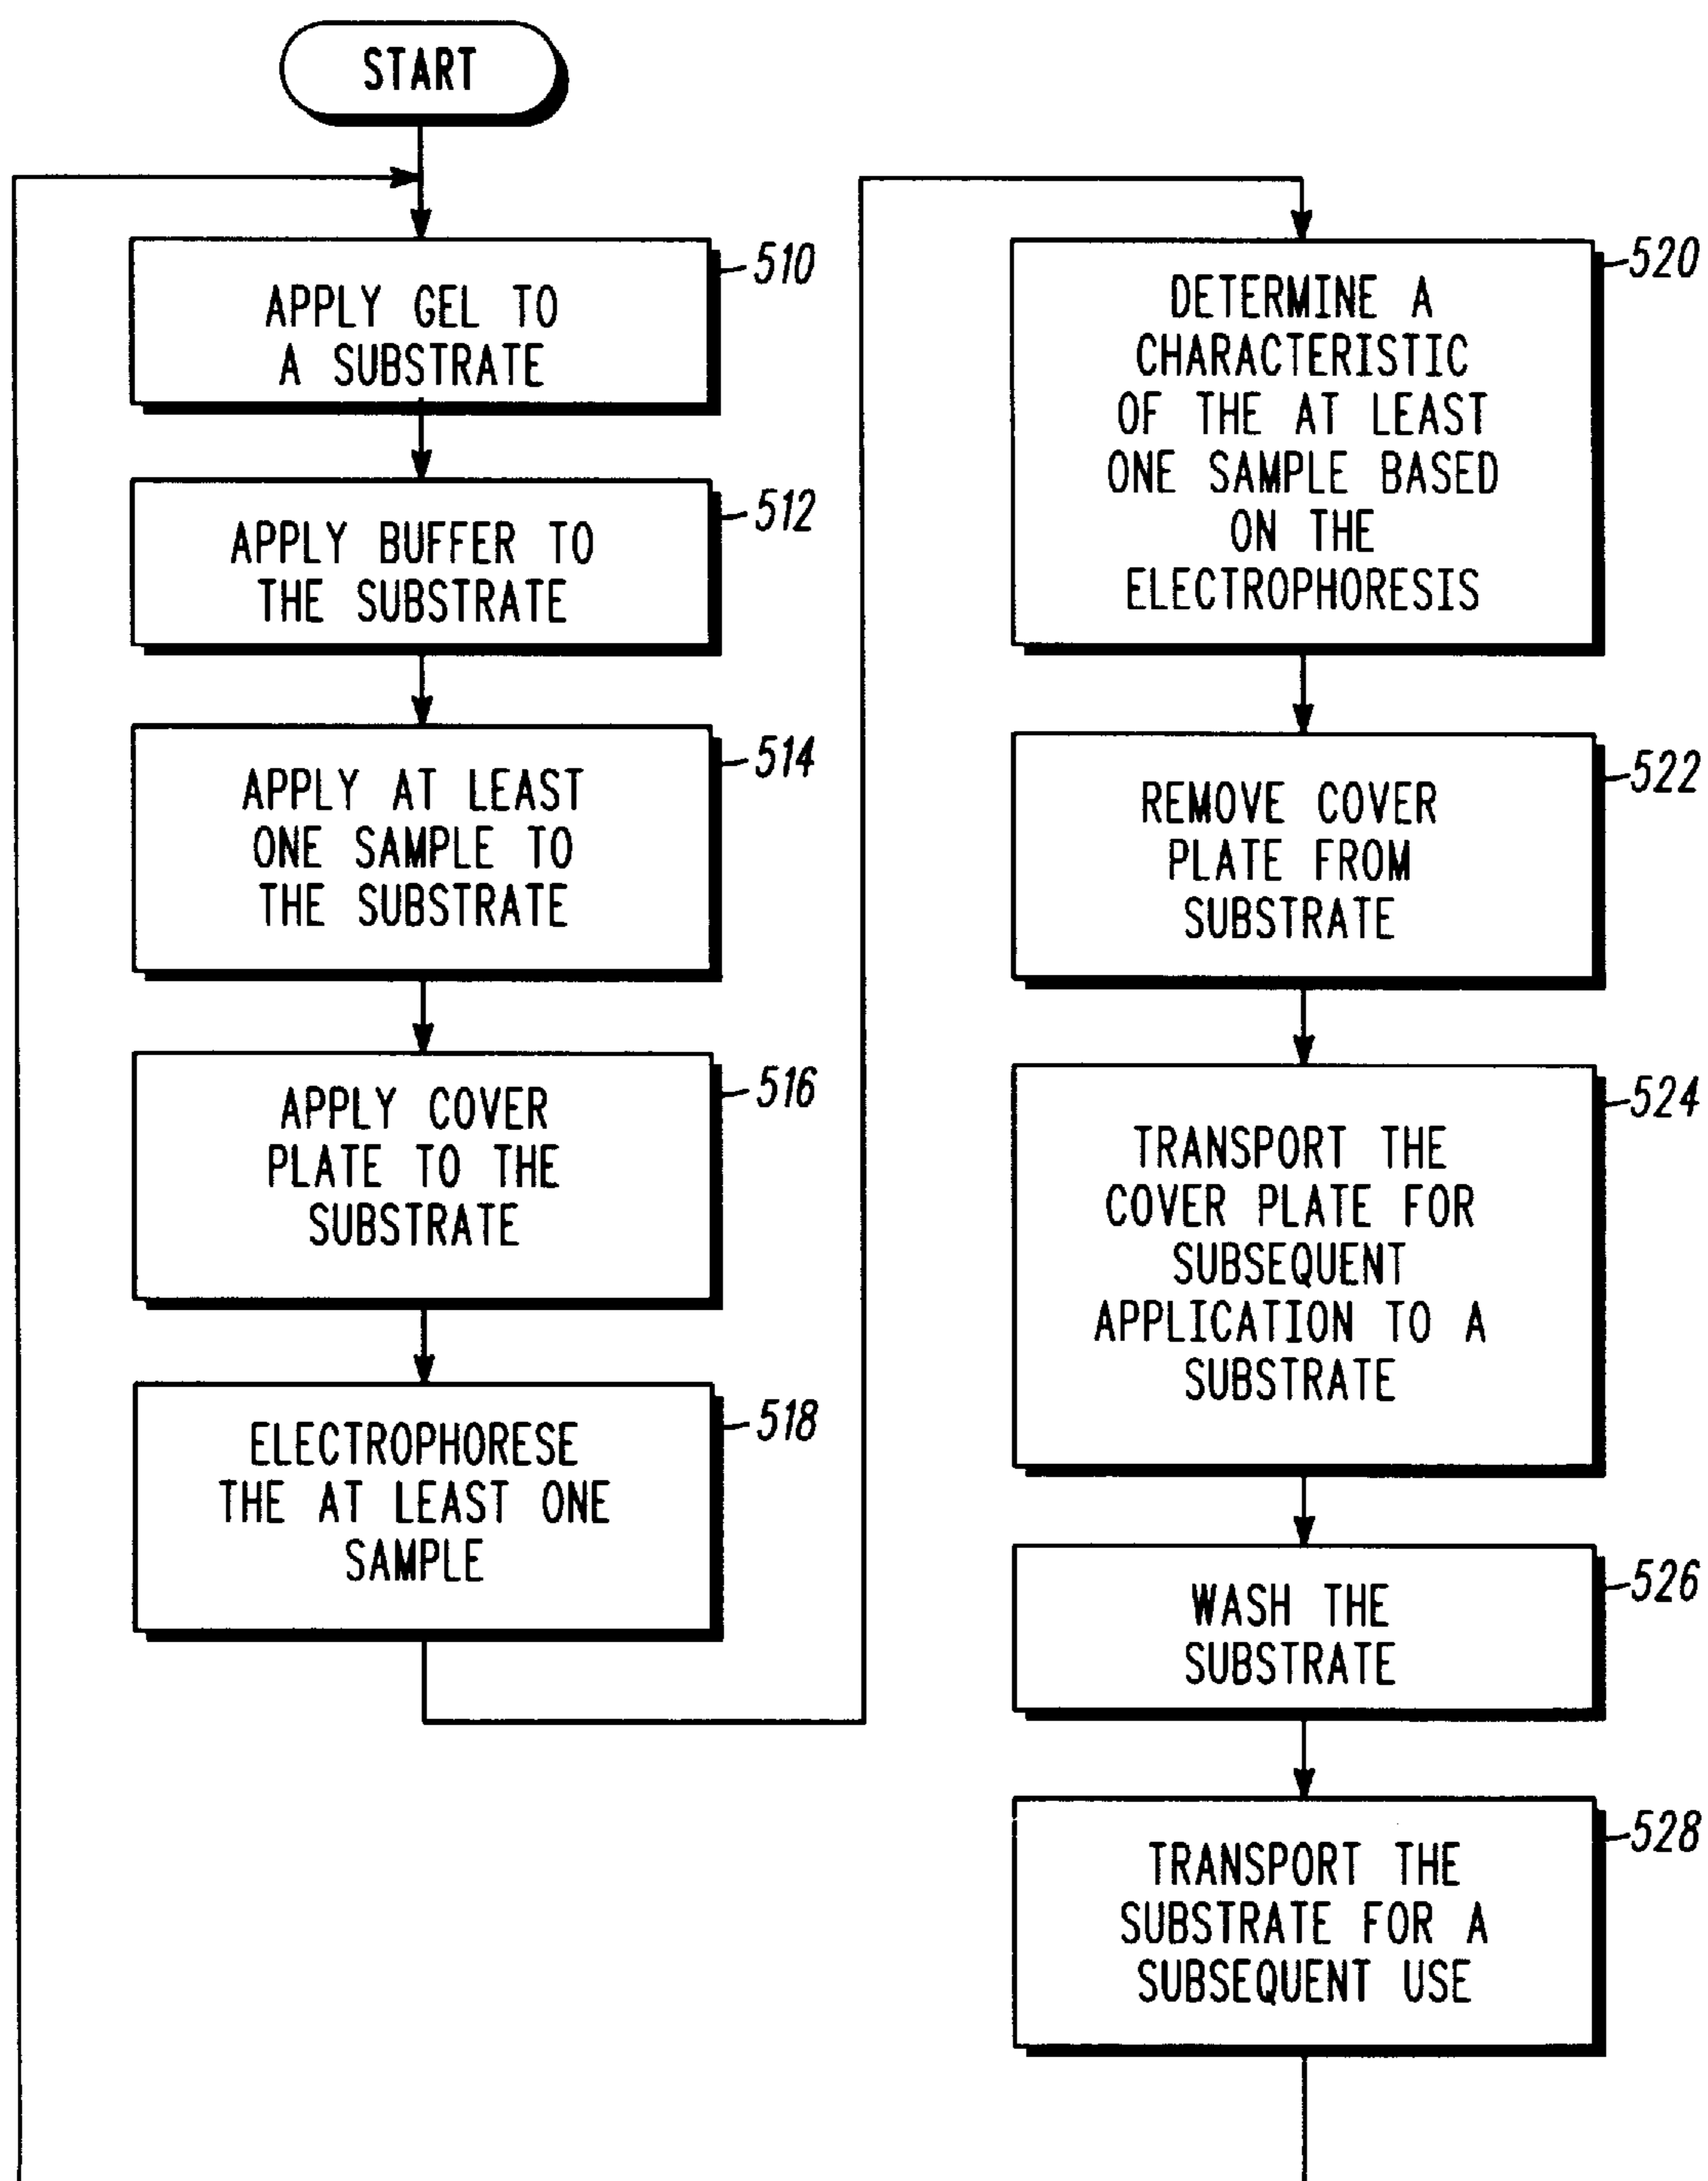 START
510
APPLY GEL TO
A SUBSTRATE
512
APPLY BUFFER TO
THE SUBSTRATE
514
APPLY AT LEAST
ONE SAMPLE TO
THE SUBSTRATE
516
APPLY COVER
PLATE TO THE
SUBSTRATE
518
ELECTROPHORESE
THE AT LEAST ONE
SAMPLE
520
DETERMINE A
CHARACTERISTIC
OF THE AT LEAST
ONE SAMPLE BASED
ON THE
ELECTROPHORESIS
522
REMOVE COVER
PLATE FROM
SUBSTRATE
524
TRANSPORT THE
COVER PLATE FOR
SUBSEQUENT
APPLICATION TO A
SUBSTRATE
526
WASH THE
SUBSTRATE
528
TRANSPORT THE
SUBSTRATE FOR A
SUBSEQUENT USE